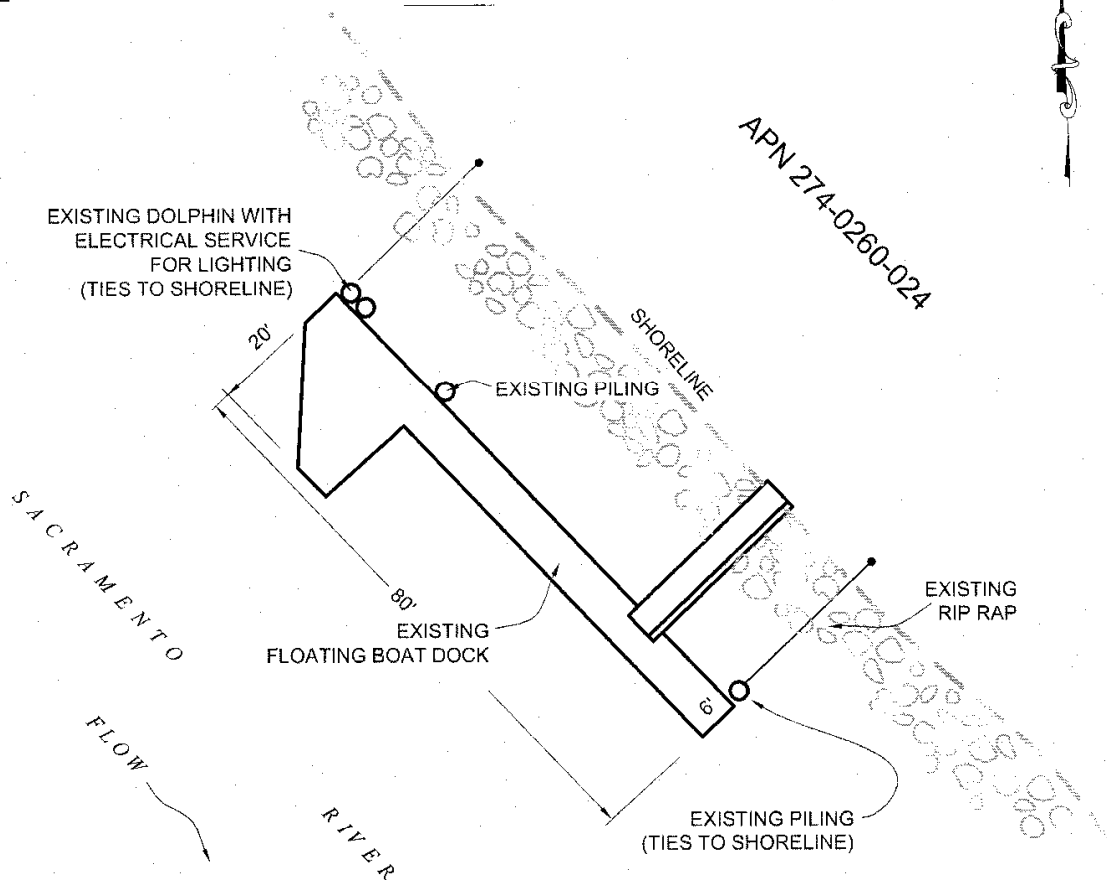 APN 274-0260-024
EXISTING DOLPHIN WITH
ELECTRICAL SERVICE
FOR LIGHTING
(TIES TO SHORELINE)
20'
SHORELINE
EXISTING PILING
SACRAMENTO
80'
EXISTING
FLOATING BOAT DOCK
EXISTING
RIP RAP
6'
FLOW
RIVER
EXISTING PILING
(TIES TO SHORELINE)